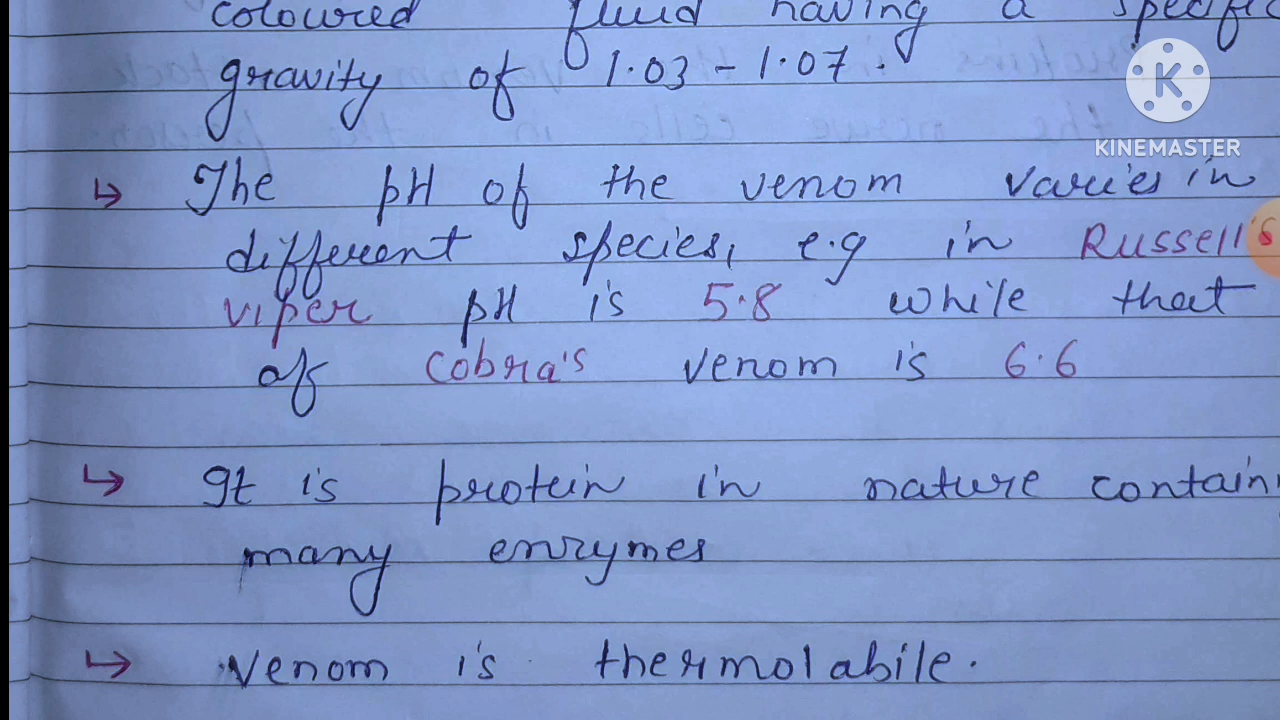 coloured fluid having a specific
gravity of 1.03 - 1.07.
K
KINEMASTER
↳ The pH of the venom varies in
different species, e.g in Russell's
viper pH is 5.8 while that
of Cobra's venom is 6.6
↳ It is protein in nature contain
many enzymes
↳ Venom is thermolabile.